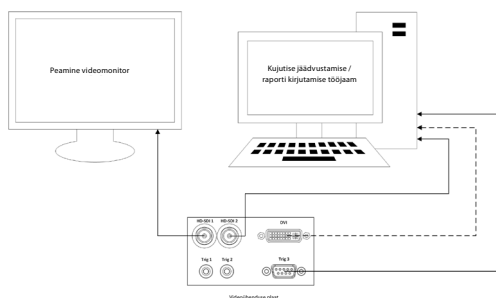 Peamine videomonitor
Kujutise jäädvustamise /
raporti kirjutamise tööjaam
HD-SDI 1
HD-SDI 2
DVI
Trig 1
Trig 2
Trig 3
Videoühenduse plaat